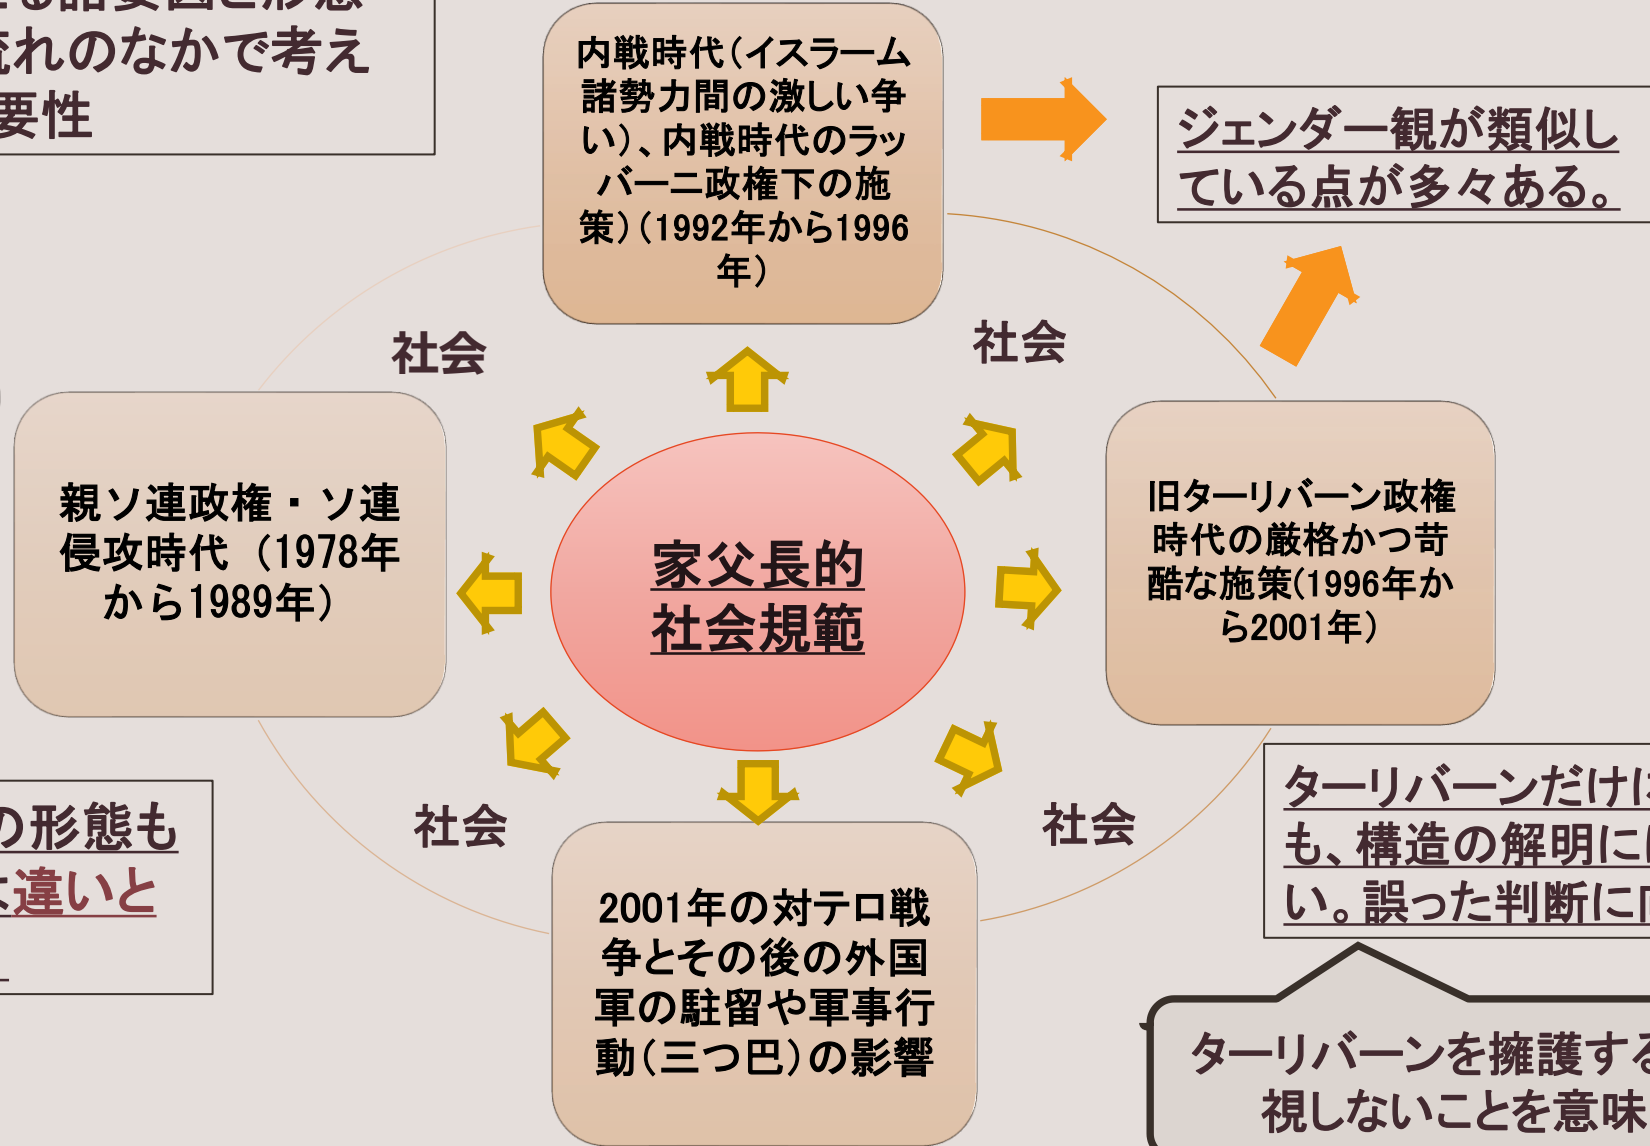 る諸要因と形態
流れのなかで考え
要性
内戦時代(イスラーム
諸勢力間の激しい争
い)、内戦時代のラッ
バーニ政権下の施
策)(1992年から1996
年)
ジェンダー観が類似し
ている点が多々ある。
社会
社会
親ソ連政権・ソ連
侵攻時代（1978年
から1989年）
家父長的
社会規範
旧ターリバーン政権
時代の厳格かつ苛
酷な施策(1996年か
ら2001年)
の形態も
違いと
社会
社会
ターリバーンだけ
も、構造の解明に
い。誤った判断に
2001年の対テロ戦
争とその後の外国
軍の駐留や軍事行
動(三つ巴)の影響
ターリバーンを擁護する
視しないことを意味